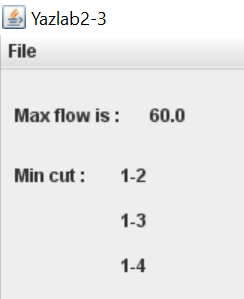 Yazlab2-3
File
Max flow is : 60.0
Min cut : 1-2
1-3
1-4